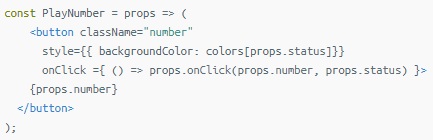 const PlayNumber = props => (
    <button className="number"
      style={{ backgroundColor: colors[props.status]}}
      onClick ={ () => props.onClick(props.number, props.status) }>
    {props.number}
  </button>
);